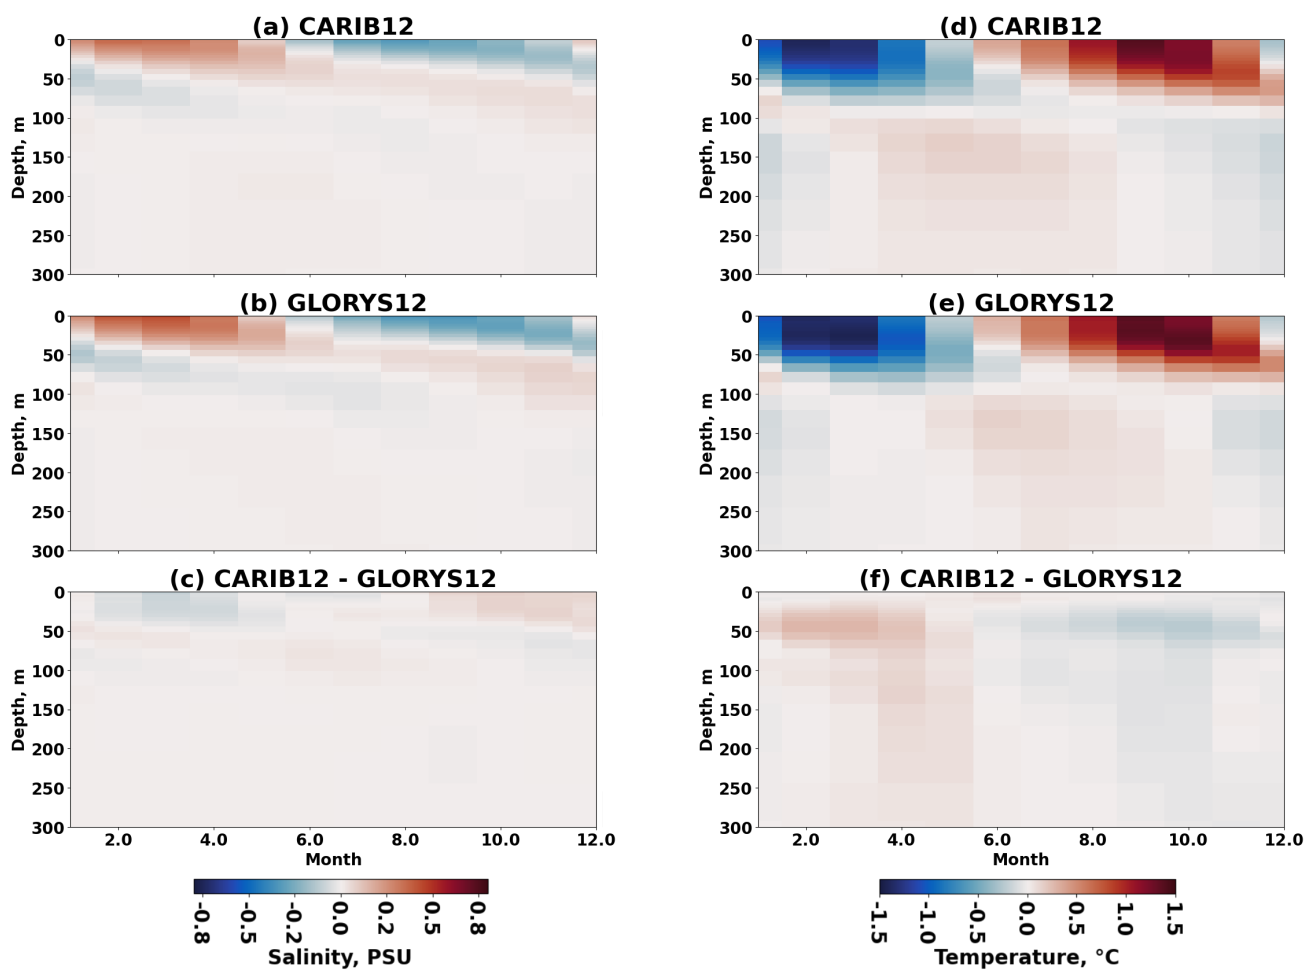 (a) CARIB12
0
50
100
150
200
250
300
Depth, m
(b) GLORYS12
0
50
100
150
200
250
300
Depth, m
(c) CARIB12 - GLORYS12
0
50
100
150
200
250
300
Depth, m
2.0 4.0 6.0 8.0 10.0 12.0
Month
-0.8 -0.5 -0.2 0.0 0.2 0.5 0.8
Salinity, PSU
(d) CARIB12
0
50
100
150
200
250
300
Depth, m
(e) GLORYS12
0
50
100
150
200
250
300
Depth, m
(f) CARIB12 - GLORYS12
0
50
100
150
200
250
300
Depth, m
2.0 4.0 6.0 8.0 10.0 12.0
Month
-1.5 -1.0 -0.5 0.0 0.5 1.0 1.5
Temperature, °C